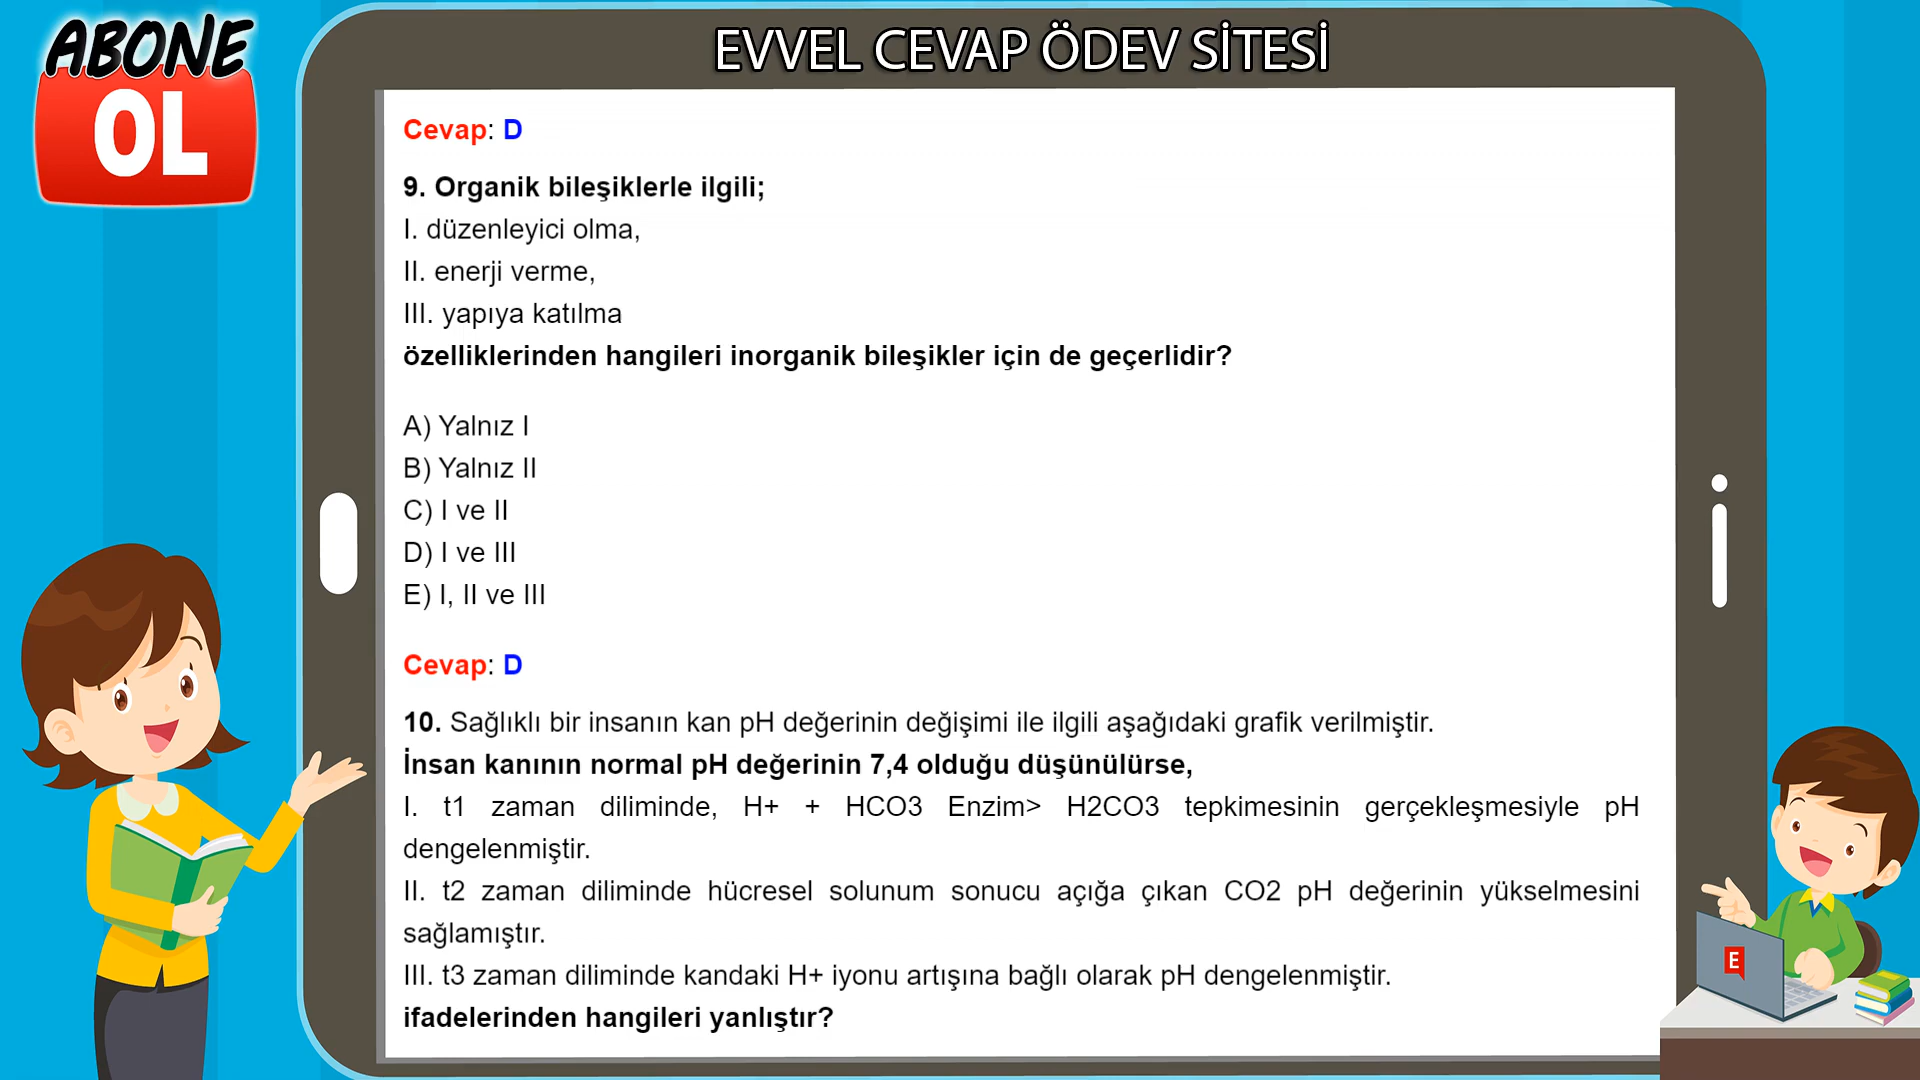 ABONE
OL
EVVEL CEVAP ÖDEV SİTESİ
Cevap: D
9. Organik bileşiklerle ilgili;
I. düzenleyici olma,
II. enerji verme,
III. yapıya katılma
özelliklerinden hangileri inorganik bileşikler için de geçerlidir?
A) Yalnız I
B) Yalnız II
C) I ve II
D) I ve III
E) I, II ve III
Cevap: D
10. Sağlıklı bir insanın kan pH değerinin değişimi ile ilgili aşağıdaki grafik verilmiştir.
İnsan kanının normal pH değerinin 7,4 olduğu düşünülürse,
I. t1 zaman diliminde, H+ + HCO3 Enzim> H2CO3 tepkimesinin gerçekleşmesiyle pH
dengelenmiştir.
II. t2 zaman diliminde hücresel solunum sonucu açığa çıkan CO2 pH değerinin yükselmesini
sağlamıştır.
III. t3 zaman diliminde kandaki H+ iyonu artışına bağlı olarak pH dengelenmiştir.
ifadelerinden hangileri yanlıştır?
E